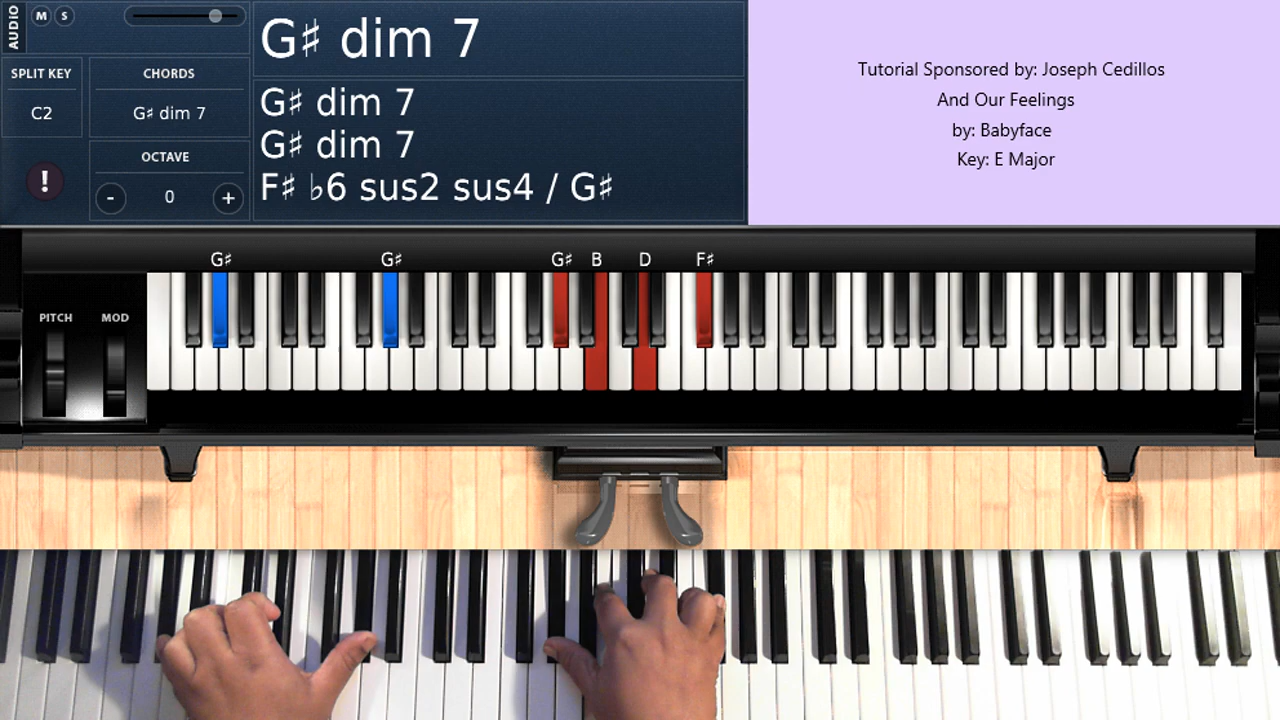 AUDIO
M S
G♯ dim 7
SPLIT KEY
C2
CHORDS
G♯ dim 7
OCTAVE
- 0 +
!
G♯ dim 7
G♯ dim 7
F♯ ♭6 sus2 sus4 / G♯
Tutorial Sponsored by: Joseph Cedillos
And Our Feelings
by: Babyface
Key: E Major
G♯ G♯ G♯ B D F♯
PITCH MOD